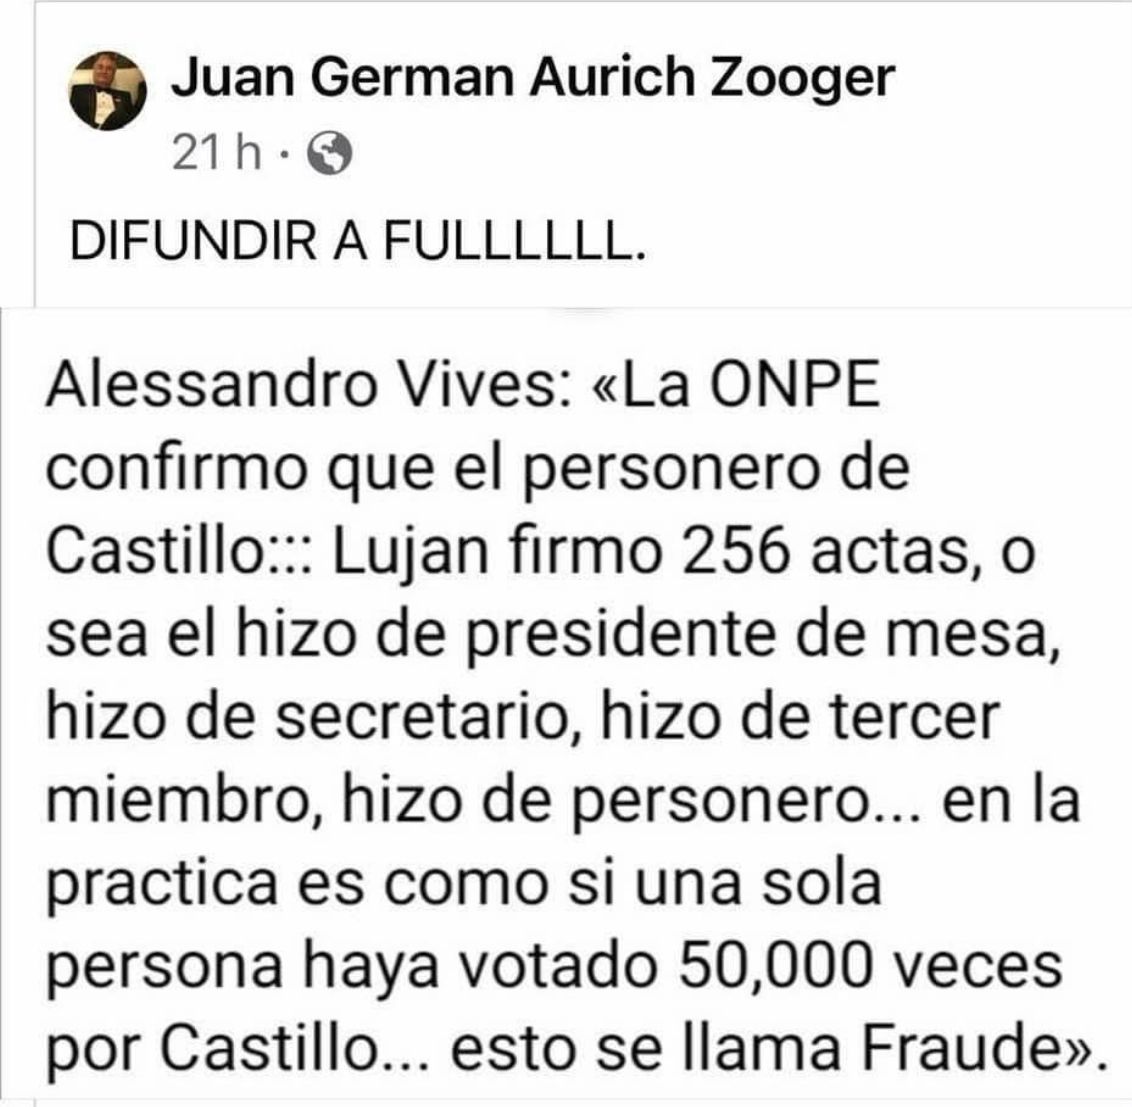 Juan German Aurich Zooger
21 h ·
DIFUNDIR A FULLLLLL.
Alessandro Vives: «La ONPE
confirmo que el personero de
Castillo::: Lujan firmo 256 actas, o
sea el hizo de presidente de mesa,
hizo de secretario, hizo de tercer
miembro, hizo de personero... en la
practica es como si una sola
persona haya votado 50,000 veces
por Castillo... esto se llama Fraude».